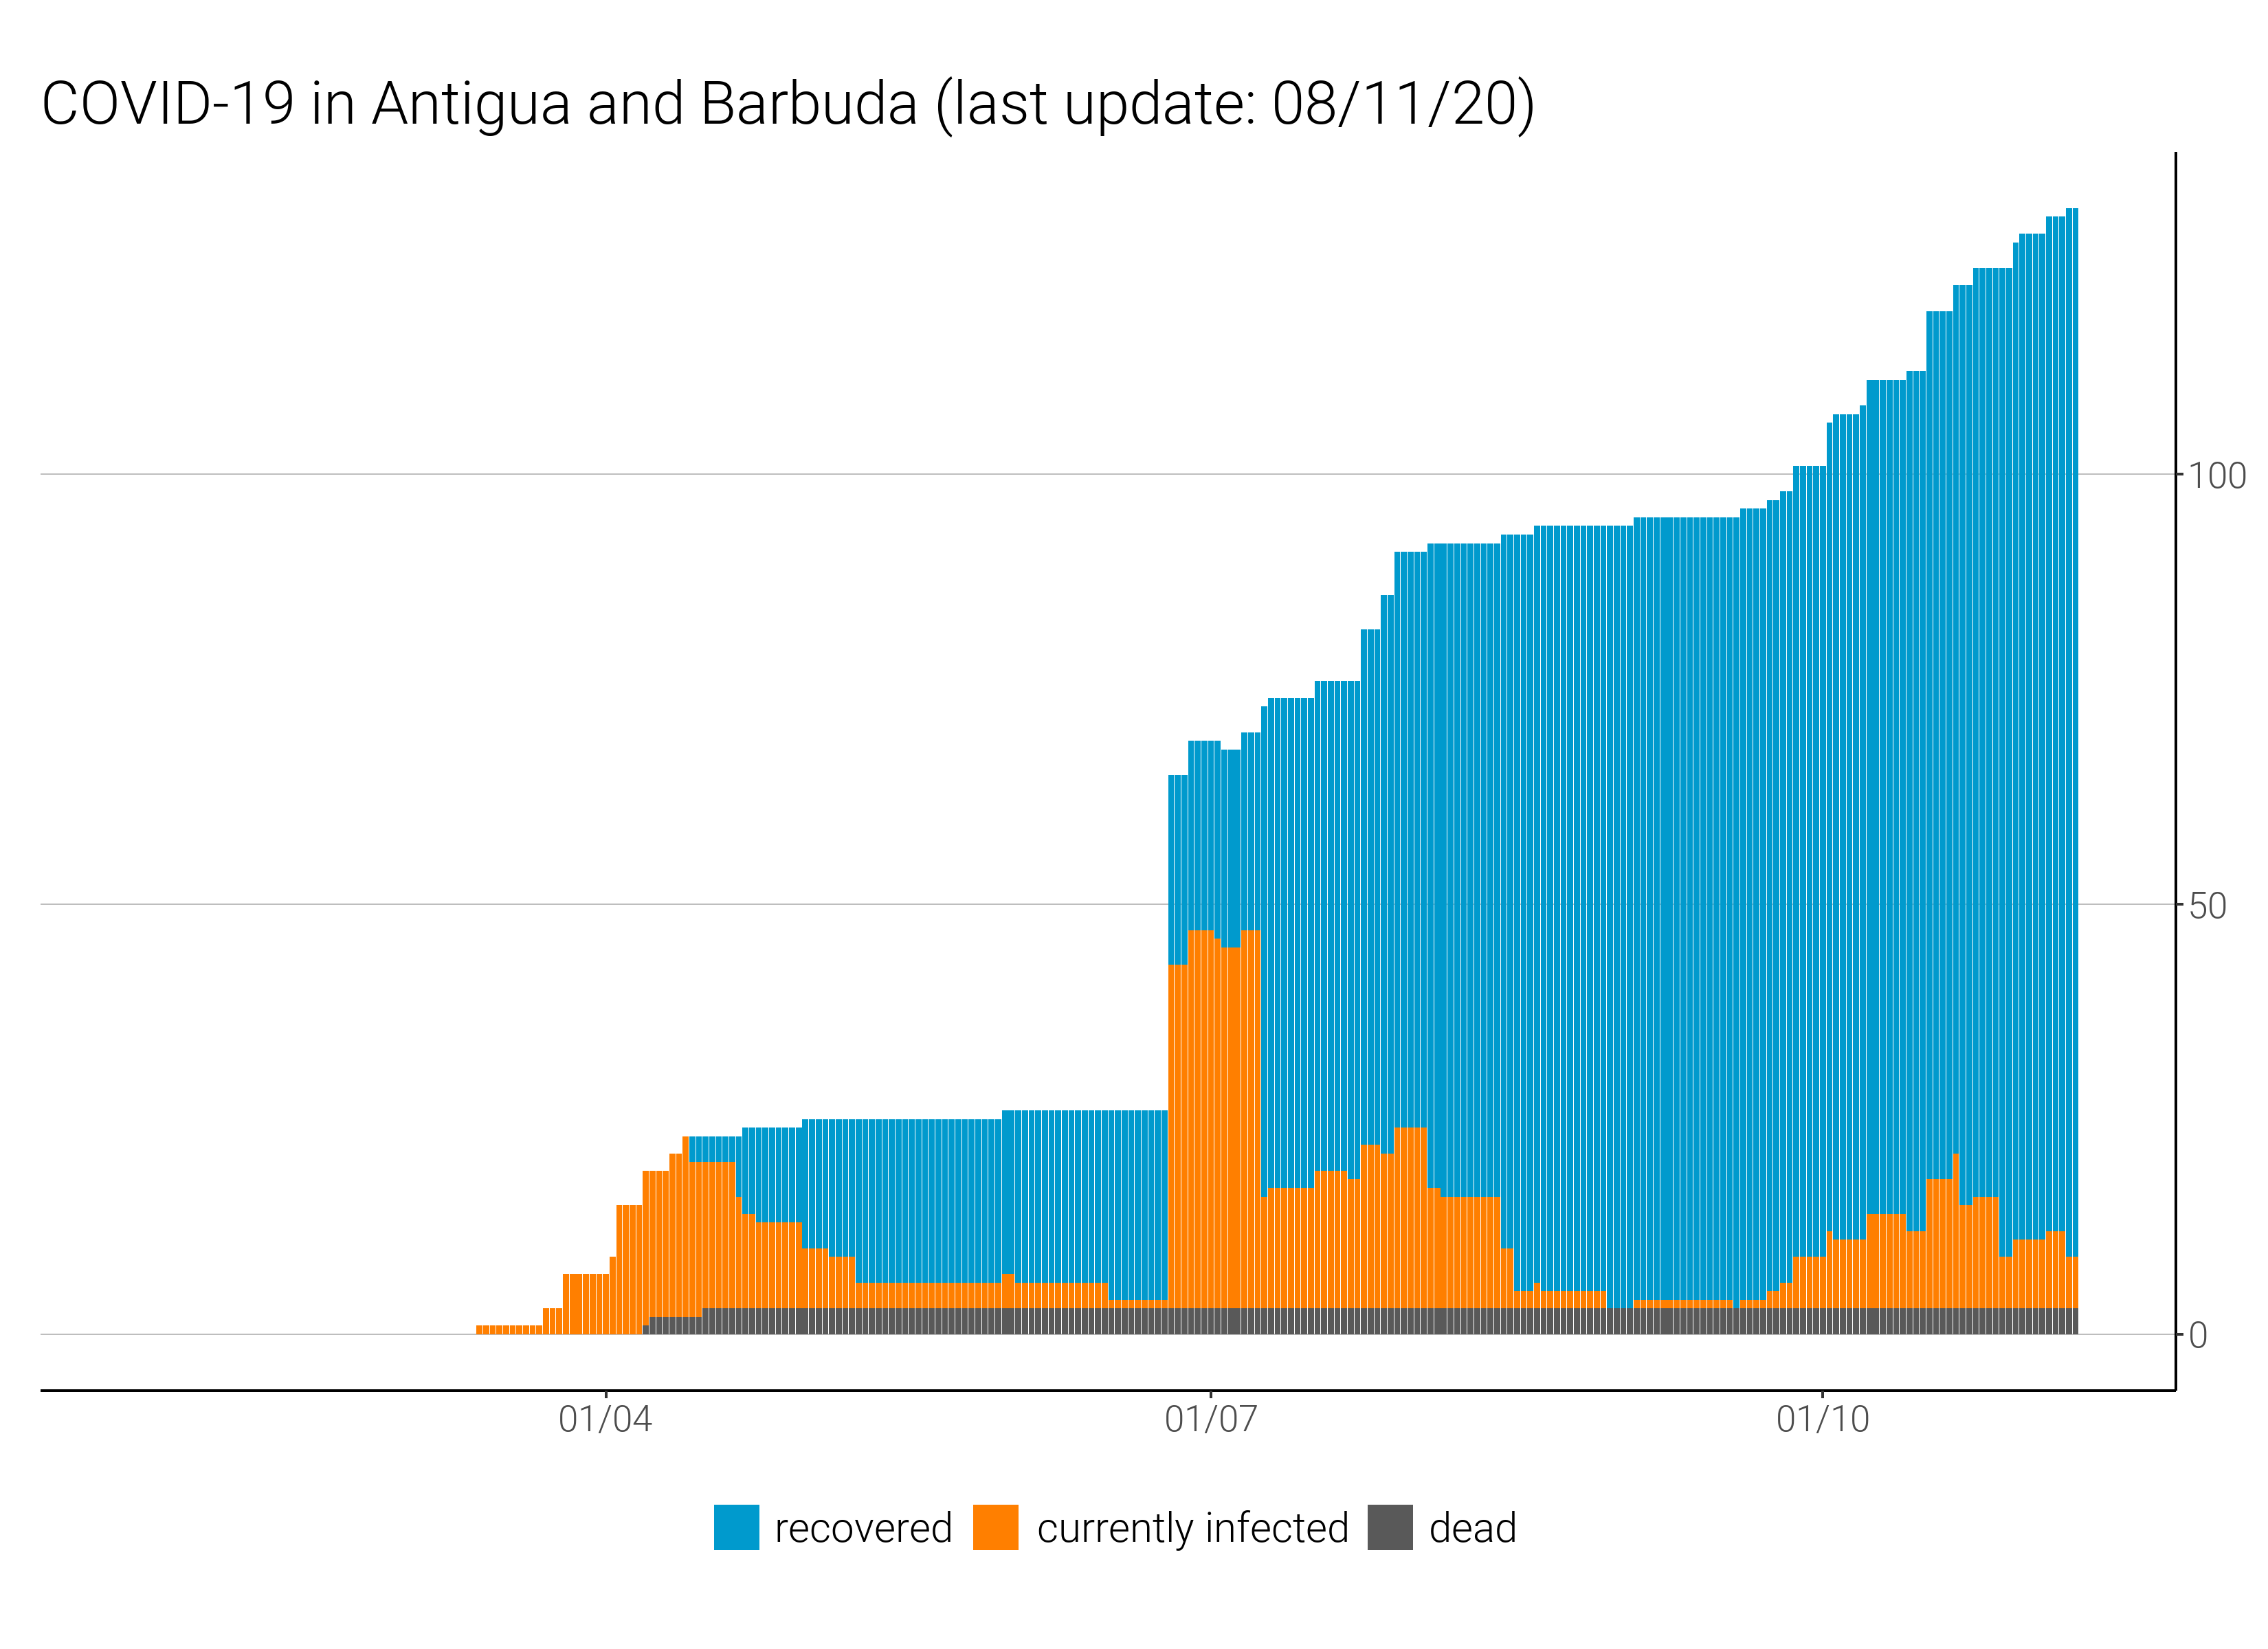 COVID-19 in Antigua and Barbuda (last update: 08/11/20)
100
50
0
01/04 01/07 01/10
recovered currently infected dead